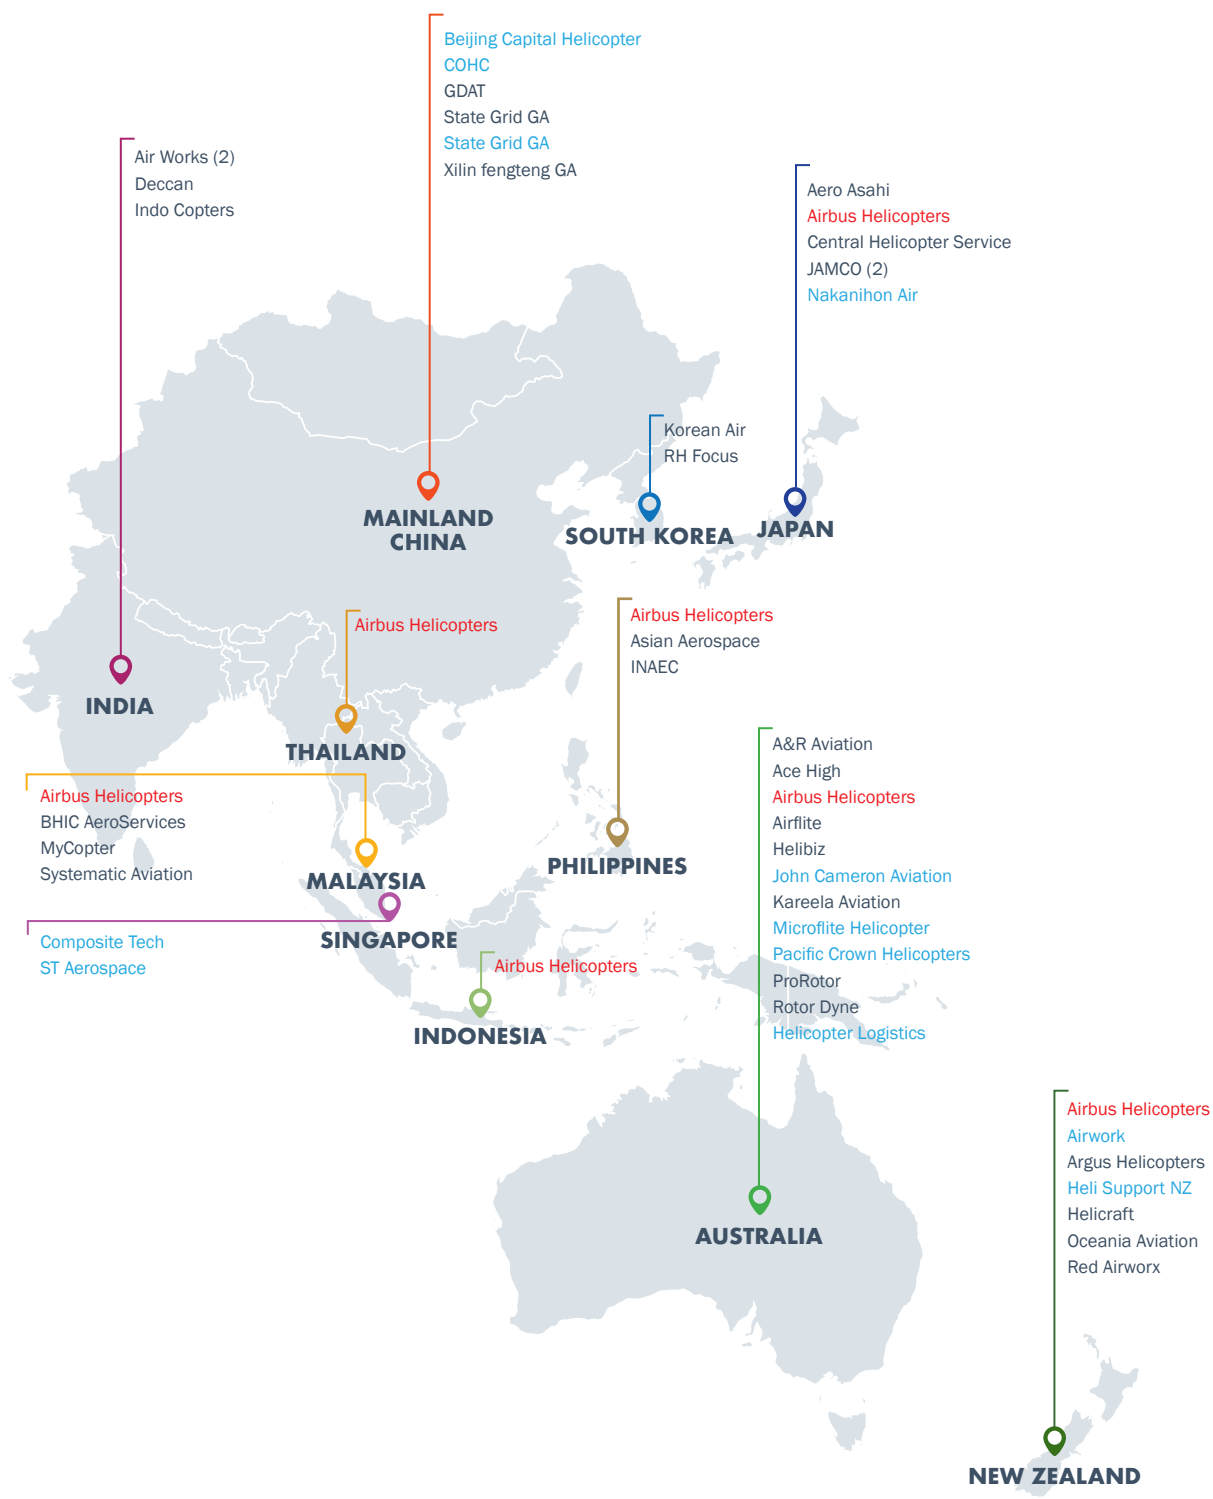 Beijing Capital Helicopter
COHC
GDAT
State Grid GA
State Grid GA
Xilin fengteng GA
MAINLAND
CHINA
Air Works (2)
Deccan
Indo Copters
INDIA
Aero Asahi
Airbus Helicopters
Central Helicopter Service
JAMCO (2)
Nakanihon Air
JAPAN
Korean Air
RH Focus
SOUTH KOREA
Airbus Helicopters
THAILAND
Airbus Helicopters
Asian Aerospace
INAEC
PHILIPPINES
Airbus Helicopters
BHIC AeroServices
MyCopter
Systematic Aviation
MALAYSIA
Composite Tech
ST Aerospace
SINGAPORE
Airbus Helicopters
INDONESIA
A&R Aviation
Ace High
Airbus Helicopters
Airflite
Helibiz
John Cameron Aviation
Kareela Aviation
Microflite Helicopter
Pacific Crown Helicopters
ProRotor
Rotor Dyne
Helicopter Logistics
AUSTRALIA
Airbus Helicopters
Airwork
Argus Helicopters
Heli Support NZ
Helicraft
Oceania Aviation
Red Airworx
NEW ZEALAND